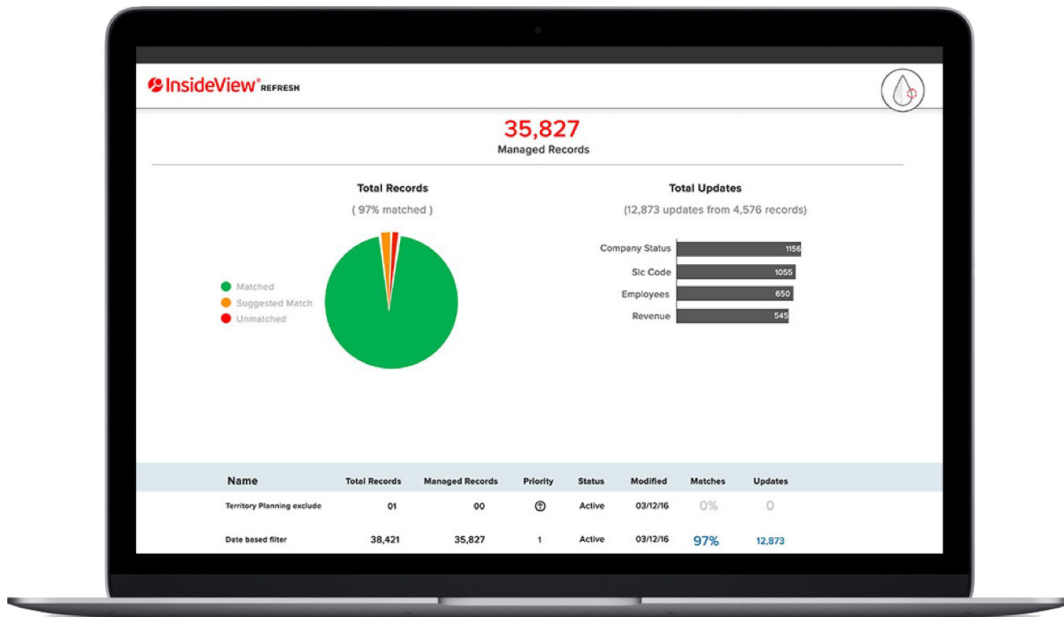 InsideView® REFRESH
35,827
Managed Records
Total Records
( 97% matched )
Matched
Suggested Match
Unmatched
Total Updates
(12,873 updates from 4,576 records)
Company Status 1156
Sic Code 1055
Employees 650
Revenue 545
Name Total Records Managed Records Priority Status Modified Matches Updates
Territory Planning exclude 01 00 Active 03/12/16 0% 0
Date based filter 38,421 35,827 1 Active 03/12/16 97% 12,873